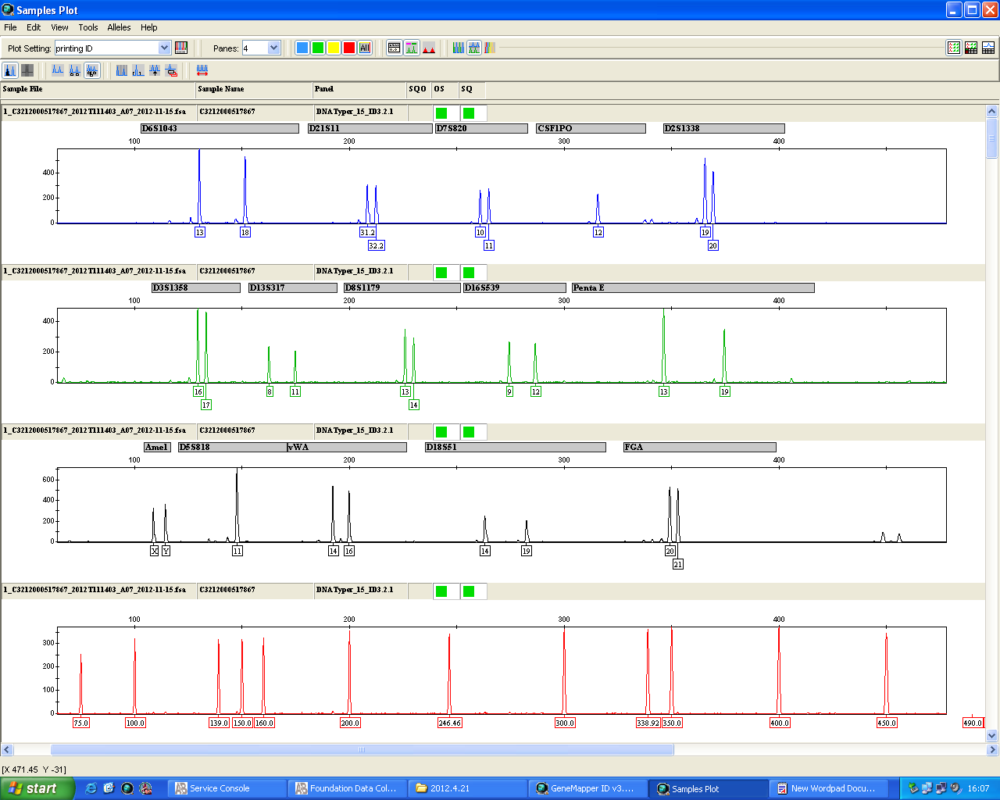 Samples Plot
File Edit View Tools Alleles Help
Plot Setting: printing ID Panes: 4 All
Sample File Sample Name Panel SQO OS SQ
1_C3212000517867_2012T111403_A07_2012-11-15.fsa C3212000517867 DNATyper_15_ID3.2.1
D6S1043 D21S11 D7S820 CSF1PO D2S1338
100 200 300 400
400
200
0
13 18 31.2 10 12 19
32.2 11 20
1_C3212000517867_2012T111403_A07_2012-11-15.fsa C3212000517867 DNATyper_15_ID3.2.1
D3S1358 D13S317 D8S1179 D16S539 Penta E
100 200 300 400
400
200
0
16 8 11 13 9 12 13 19
17 14
1_C3212000517867_2012T111403_A07_2012-11-15.fsa C3212000517867 DNATyper_15_ID3.2.1
Amel D5S818 vWA D18S51 FGA
100 200 300 400
600
400
200
0
X Y 11 14 16 14 19 20
21
1_C3212000517867_2012T111403_A07_2012-11-15.fsa C3212000517867 DNATyper_15_ID3.2.1
100 200 300 400
300
200
100
0
75.0 100.0 139.0 150.0 160.0 200.0 246.46 300.0 338.92 350.0 400.0 450.0 490.0
[X 471.45 Y -31]
start Service Console Foundation Data Col... 2012.4.21 GeneMapper ID v3.... Samples Plot New Wordpad Docu... 16:07